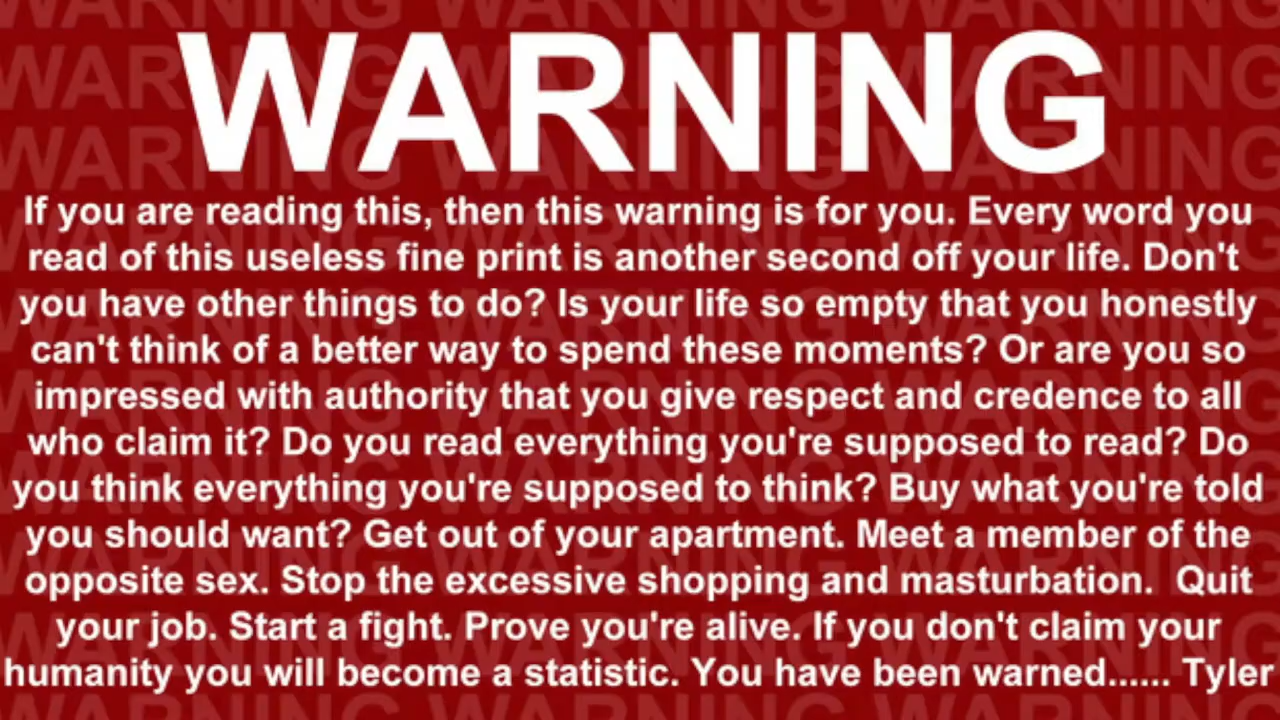 WARNING
If you are reading this, then this warning is for you. Every word you
read of this useless fine print is another second off your life. Don't
you have other things to do? Is your life so empty that you honestly
can't think of a better way to spend these moments? Or are you so
impressed with authority that you give respect and credence to all
who claim it? Do you read everything you're supposed to read? Do
you think everything you're supposed to think? Buy what you're told
you should want? Get out of your apartment. Meet a member of the
opposite sex. Stop the excessive shopping and masturbation.  Quit
your job. Start a fight. Prove you're alive. If you don't claim your
humanity you will become a statistic. You have been warned...... Tyler